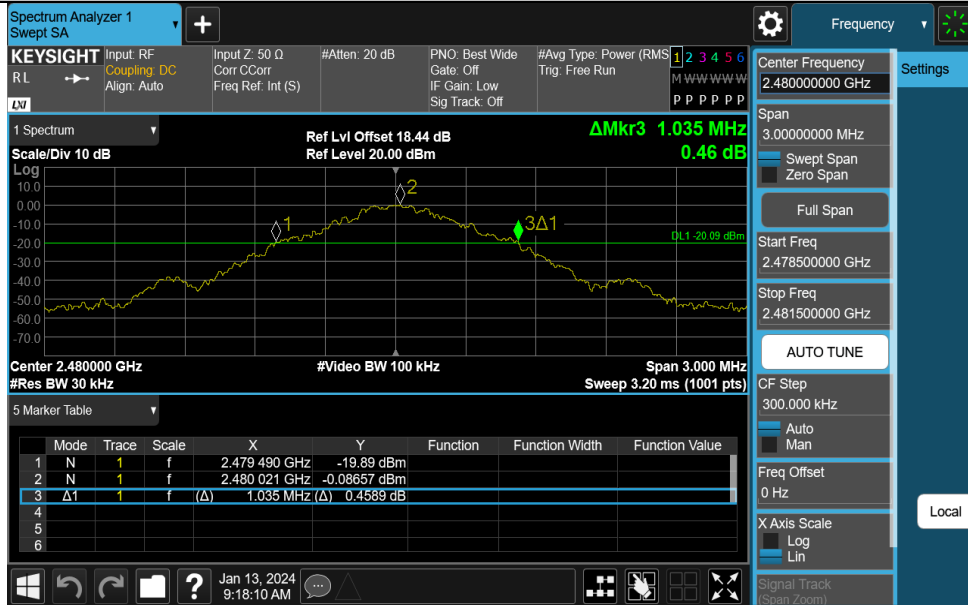 Spectrum Analyzer 1
Swept SA
+
Frequency
KEYSIGHT
RL
LXI
Input: RF
Coupling: DC
Align: Auto
Input Z: 50 Ω
Corr CCorr
Freq Ref: Int (S)
#Atten: 20 dB
PNO: Best Wide
Gate: Off
IF Gain: Low
Sig Track: Off
#Avg Type: Power (RMS
Trig: Free Run
1 2 3 4 5 6
M W W W W W
P P P P P P
1 Spectrum
Scale/Div 10 dB
Ref Lvl Offset 18.44 dB
Ref Level 20.00 dBm
ΔMkr3 1.035 MHz
0.46 dB
Log
10.0
0.00
-10.0
-20.0
-30.0
-40.0
-50.0
-60.0
-70.0
1
2
3Δ1
DL1 -20.09 dBm
Center 2.480000 GHz
#Video BW 100 kHz
Span 3.000 MHz
#Res BW 30 kHz
Sweep 3.20 ms (1001 pts)
5 Marker Table
Mode Trace Scale X Y Function Function Width Function Value
1 N 1 f 2.479 490 GHz -19.89 dBm
2 N 1 f 2.480 021 GHz -0.08657 dBm
3 Δ1 1 f (Δ) 1.035 MHz (Δ) 0.4589 dB
4
5
6
?
Jan 13, 2024
9:18:10 AM
Center Frequency
2.480000000 GHz
Span
3.00000000 MHz
Swept Span
Zero Span
Full Span
Start Freq
2.478500000 GHz
Stop Freq
2.481500000 GHz
AUTO TUNE
CF Step
300.000 kHz
Auto
Man
Freq Offset
0 Hz
X Axis Scale
Log
Lin
Signal Track
(Span Zoom)
Settings
Local